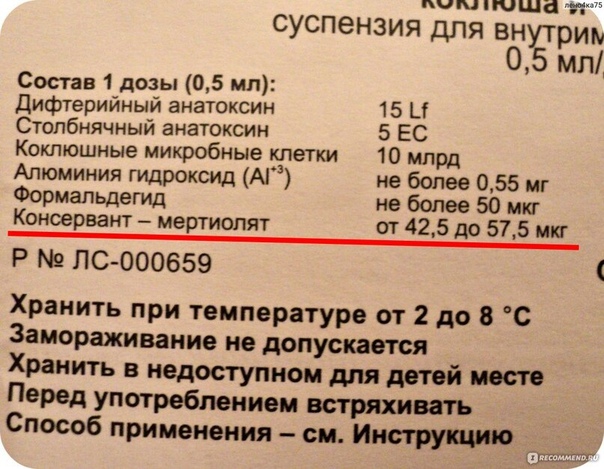 коклюша и
лено4ка75
суспензия для внутрим
0,5 мл/
Состав 1 дозы (0,5 мл):
Дифтерийный анатоксин 15 Lf
Столбнячный анатоксин 5 ЕС
Коклюшные микробные клетки 10 млрд
Алюминия гидроксид (Al⁺³) не более 0,55 мг
Формальдегид не более 50 мкг
Консервант – мертиолят от 42,5 до 57,5 мкг
Р № ЛС-000659
Хранить при температуре от 2 до 8 °С
Замораживание не допускается
Хранить в недоступном для детей месте
Перед употреблением встряхивать
Способ применения – см. Инструкцию
RECOMMEND.RU